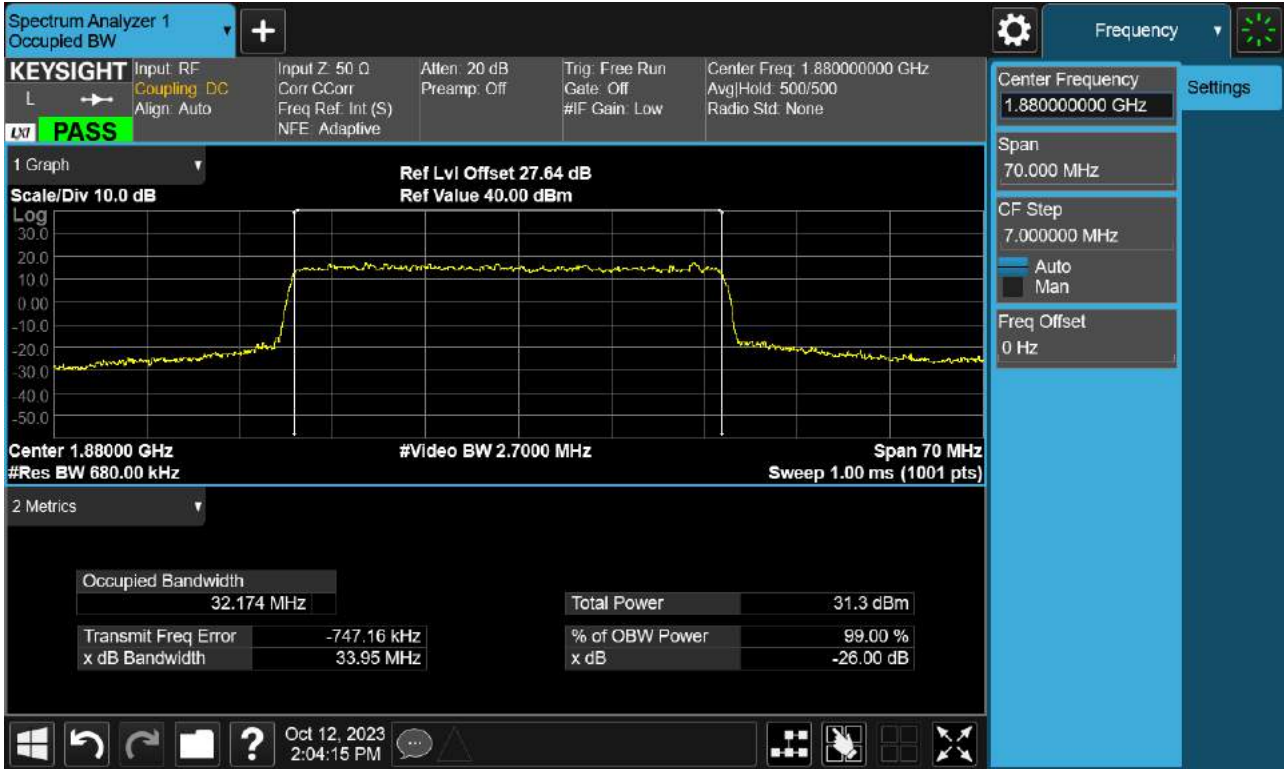 Spectrum Analyzer 1
Occupied BW
Frequency
KEYSIGHT
L
LXI
PASS
Input: RF
Coupling: DC
Align: Auto
Input Z: 50 Ω
Corr CCorr
Freq Ref: Int (S)
NFE: Adaptive
Atten: 20 dB
Preamp: Off
Trig: Free Run
Gate: Off
#IF Gain: Low
Center Freq: 1.880000000 GHz
Avg|Hold: 500/500
Radio Std: None
Center Frequency
1.880000000 GHz
Settings
Span
70.000 MHz
CF Step
7.000000 MHz
Auto
Man
Freq Offset
0 Hz
1 Graph
Scale/Div 10.0 dB
Ref Lvl Offset 27.64 dB
Ref Value 40.00 dBm
Log
30.0
20.0
10.0
0.00
-10.0
-20.0
-30.0
-40.0
-50.0
Center 1.88000 GHz
#Video BW 2.7000 MHz
Span 70 MHz
#Res BW 680.00 kHz
Sweep 1.00 ms (1001 pts)
2 Metrics
Occupied Bandwidth
32.174 MHz
Total Power 31.3 dBm
Transmit Freq Error -747.16 kHz
% of OBW Power 99.00 %
x dB Bandwidth 33.95 MHz
x dB -26.00 dB
?
Oct 12, 2023
2:04:15 PM